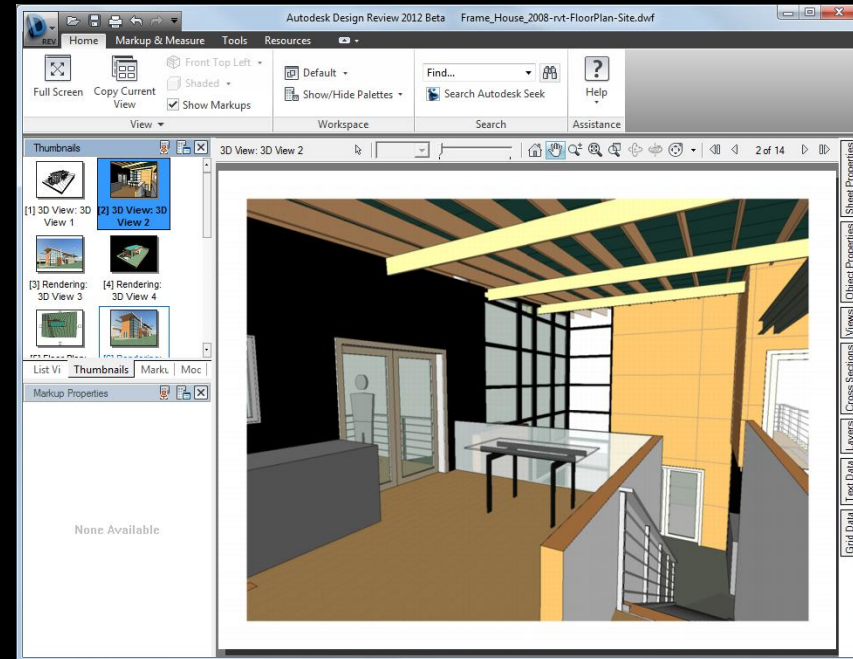 Autodesk Design Review 2012 Beta Frame_House_2008-rvt-FloorPlan-Site.dwf
REV Home Markup & Measure Tools Resources
Full Screen
Copy Current View
Front Top Left
Shaded
Show Markups
View
Default
Show/Hide Palettes
Workspace
Find...
Search Autodesk Seek
Search
Help
Assistance
Thumbnails
[1] 3D View: 3D View 1
[2] 3D View: 3D View 2
[3] Rendering: 3D View 3
[4] Rendering: 3D View 4
List Vi Thumbnails Marku Moc
Markup Properties
None Available
3D View: 3D View 2
2 of 14
Sheet Properties
Object Properties
Views
Cross Sections
Layers
Text Data
Grid Data